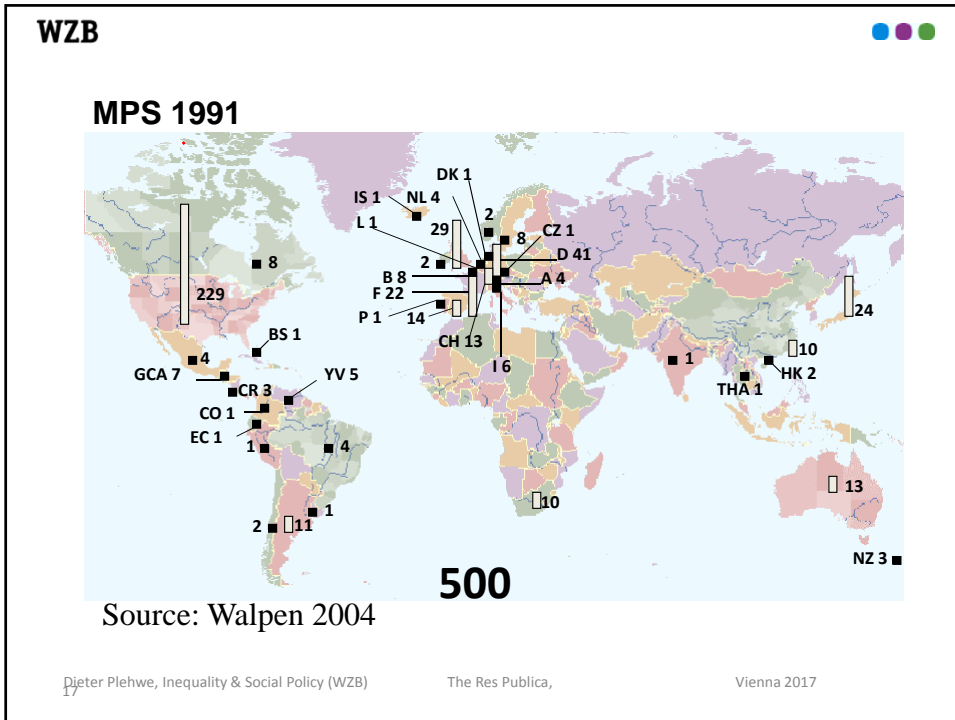 WZB
MPS 1991
DK 1
IS 1 NL 4
L 1
2
29
CZ 1
8
D 41
2
8
B 8
A 4
F 22
229
P 1
14
24
CH 13
BS 1
10
4
I 6
1
HK 2
GCA 7
YV 5
THA 1
CR 3
CO 1
EC 1
1
4
13
10
1
2
11
NZ 3
500
Source: Walpen 2004
Dieter Plehwe, Inequality & Social Policy (WZB) The Res Publica, Vienna 2017
17